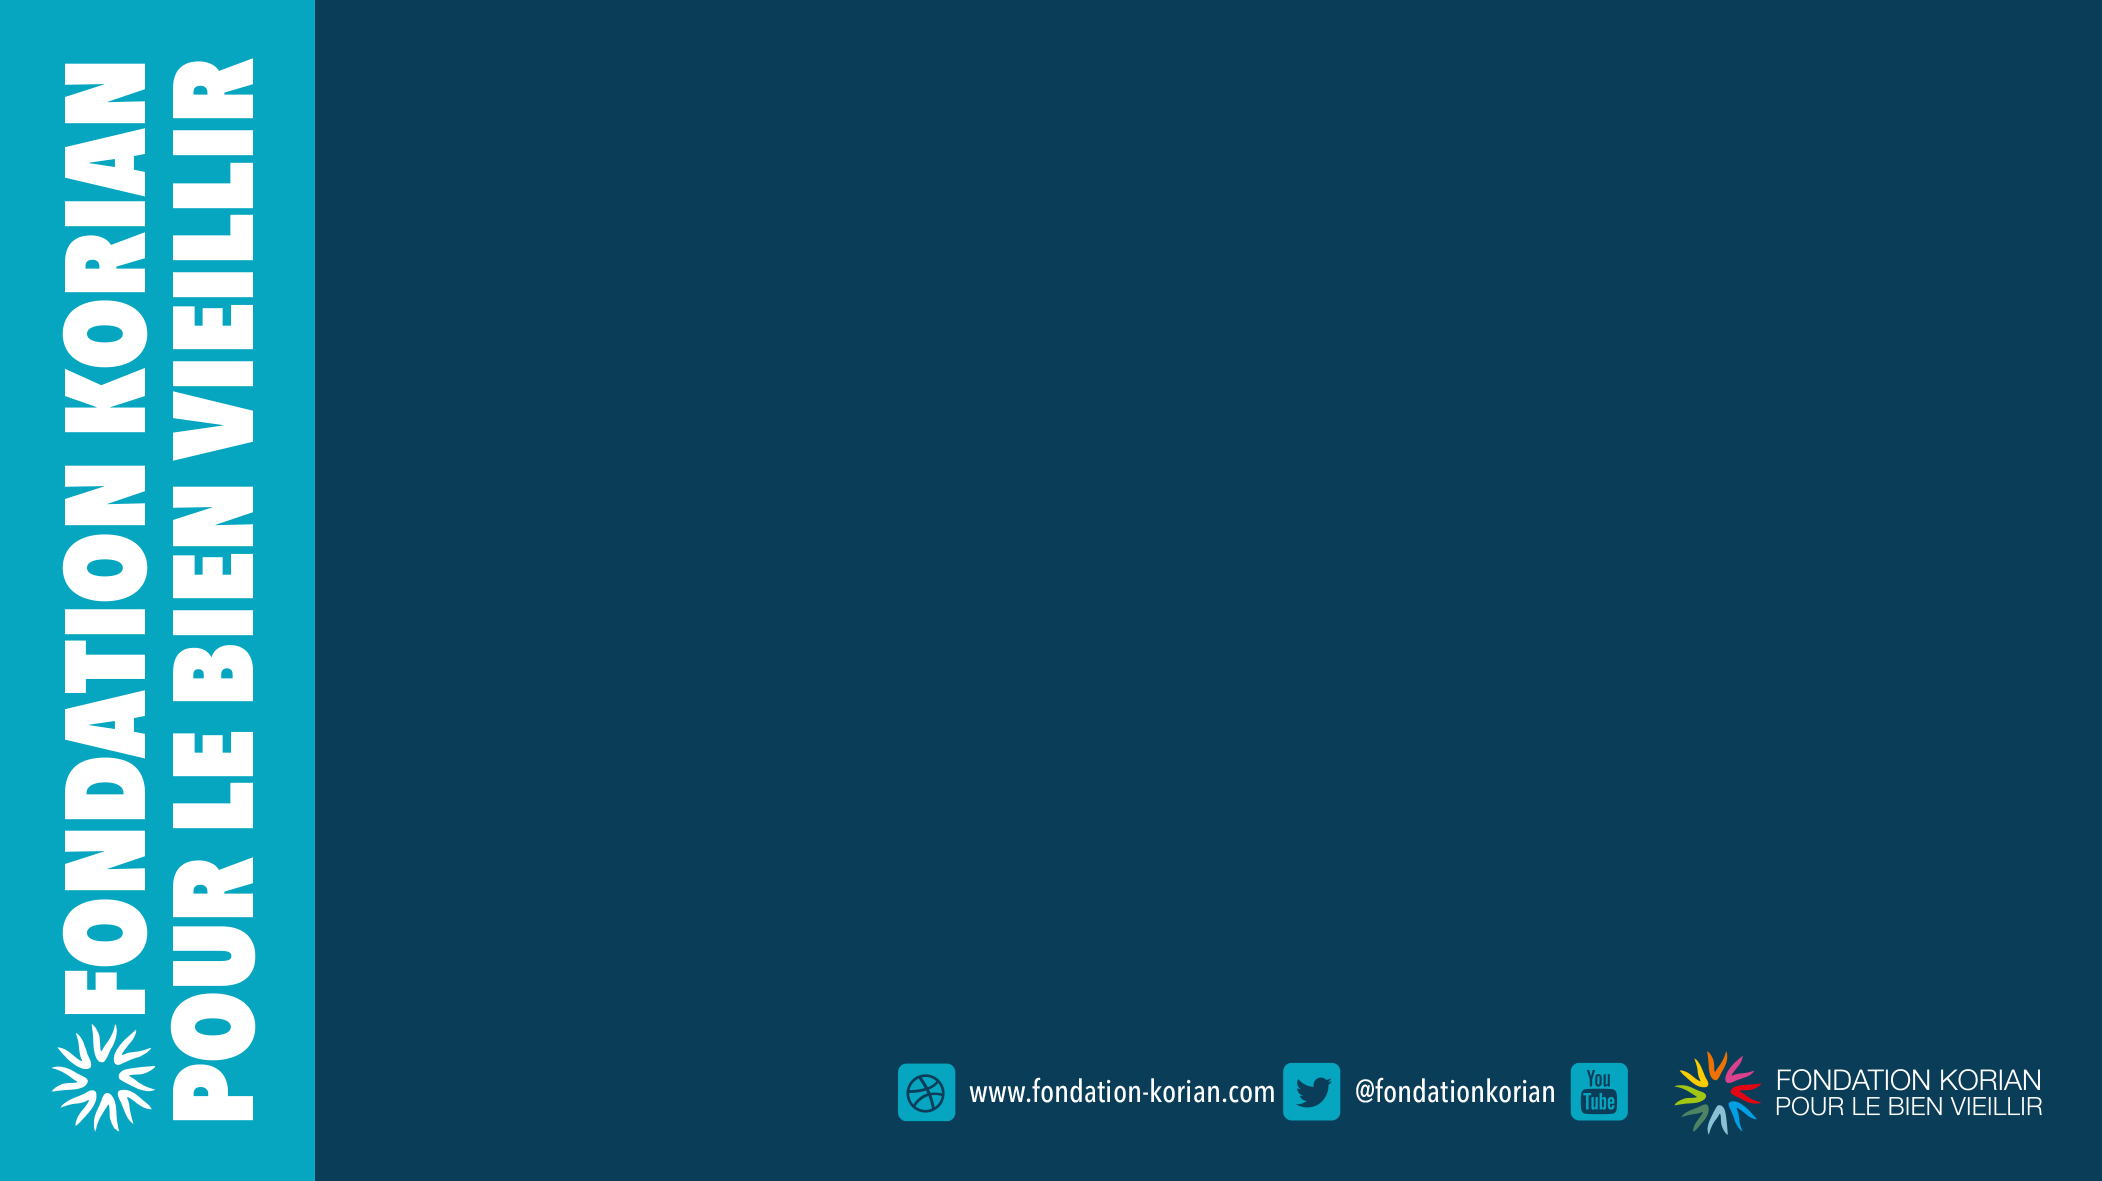 FONDATION KORIAN
POUR LE BIEN VIEILLIR
www.fondation-korian.com
@fondationkorian
You
Tube
FONDATION KORIAN
POUR LE BIEN VIEILLIR